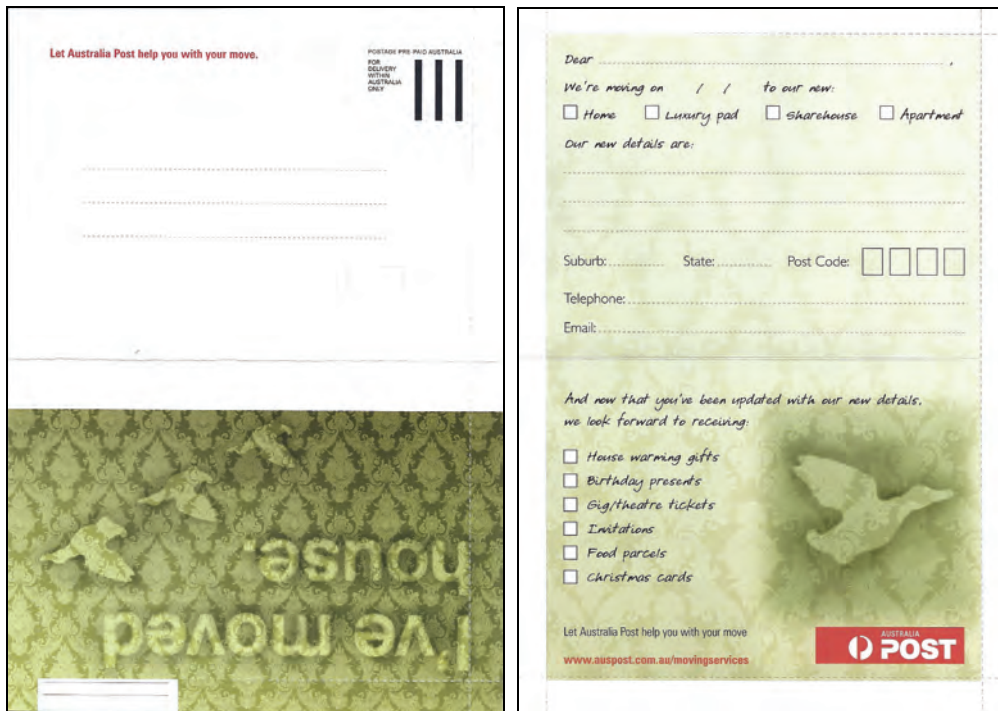 Let Australia Post help you with your move.
POSTAGE PRE-PAID AUSTRALIA
FOR
DELIVERY
WITHIN
AUSTRALIA
ONLY
I've moved
house.
Dear
We're moving on / / to our new:
Home Luxury pad Sharehouse Apartment
Our new details are:
Suburb: State: Post Code:
Telephone:
Email:
And now that you've been updated with our new details,
we look forward to receiving:
House warming gifts
Birthday presents
Gig/theatre tickets
Invitations
Food parcels
Christmas cards
Let Australia Post help you with your move
www.auspost.com.au/movingservices
AUSTRALIA
POST